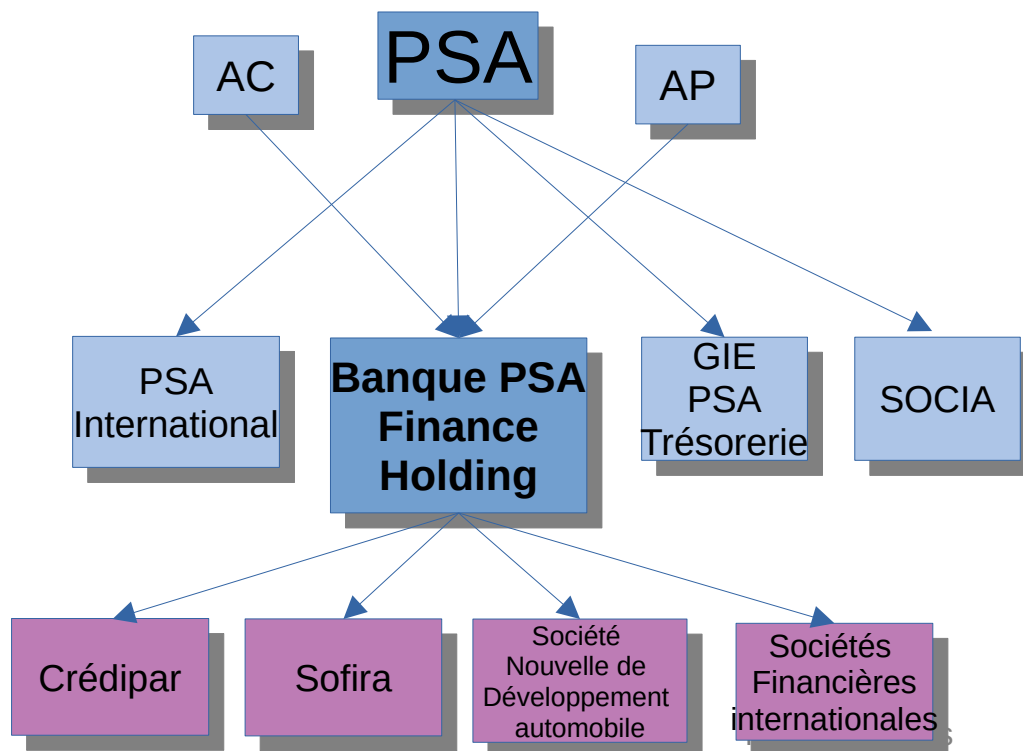 AC
PSA
AP
PSA
International
Banque PSA
Finance
Holding
GIE
PSA
Trésorerie
SOCIA
Crédipar
Sofira
Société
Nouvelle de
Développement
automobile
Sociétés
Financières
internationales